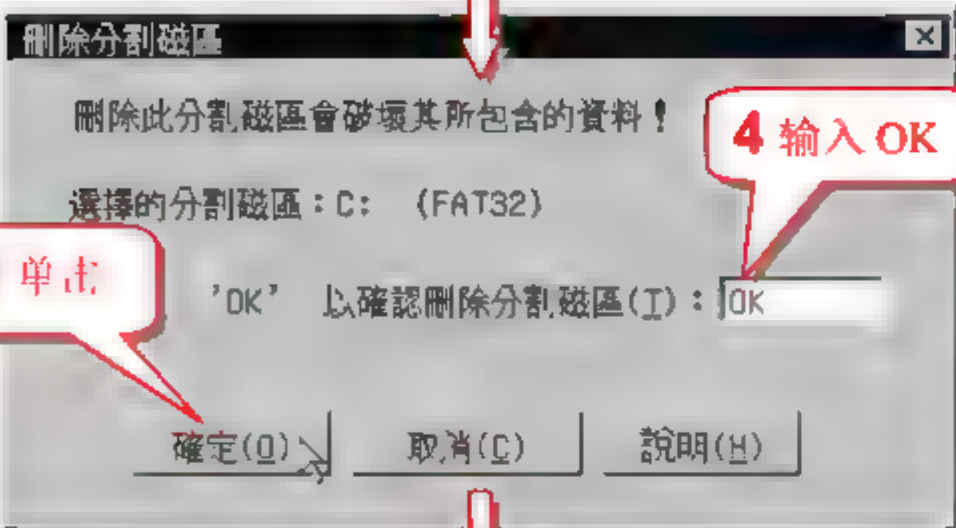 刪除分割磁區
刪除此分割磁區會破壞其所包含的資料！
4 输入 OK
選擇的分割磁區：C: (FAT32)
单击
'OK' 以確認刪除分割磁區(T)：OK
確定(O) 取消(C) 說明(H)